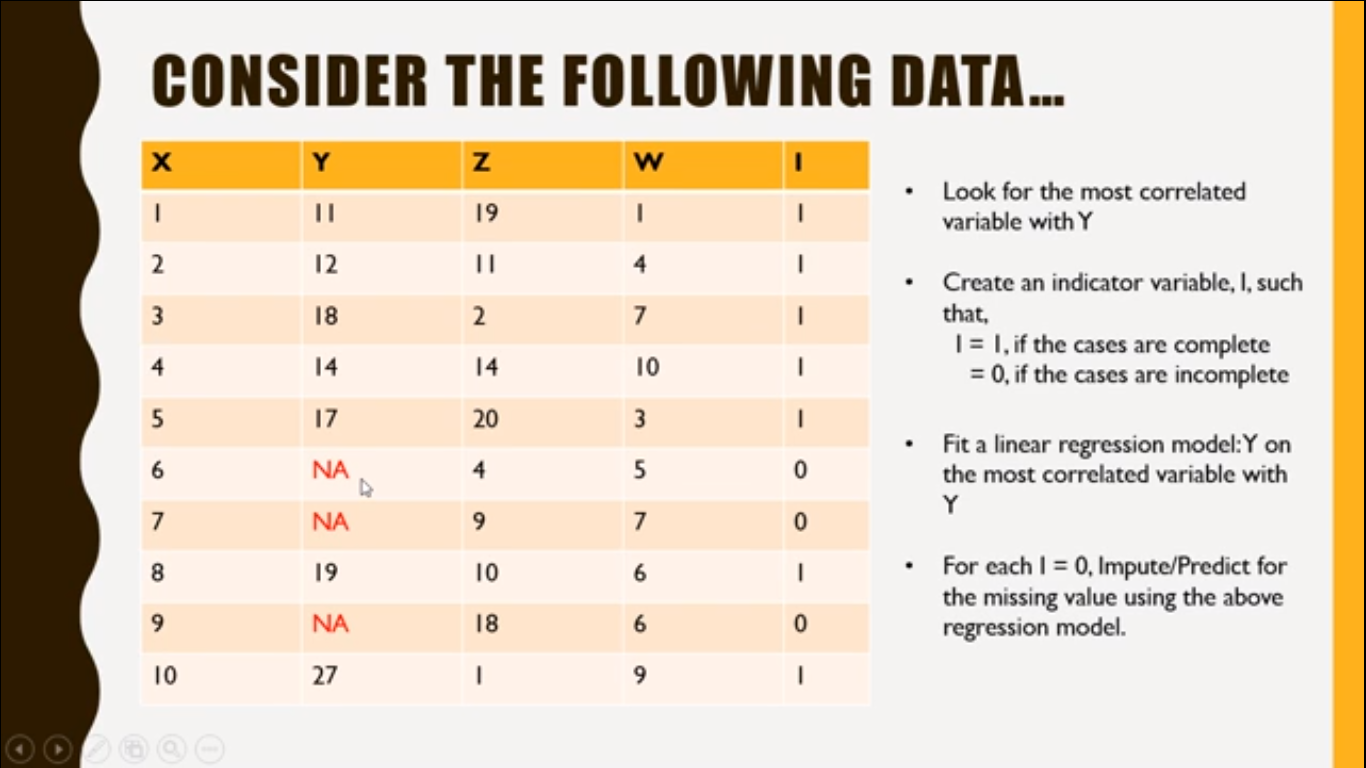 CONSIDER THE FOLLOWING DATA...
X Y Z W I
1 11 19 1 1
2 12 11 4 1
3 18 2 7 1
4 14 14 10 1
5 17 20 3 1
6 NA 4 5 0
7 NA 9 7 0
8 19 10 6 1
9 NA 18 6 0
10 27 1 9 1
• Look for the most correlated
variable with Y
• Create an indicator variable, I, such
that,
I = 1, if the cases are complete
= 0, if the cases are incomplete
• Fit a linear regression model: Y on
the most correlated variable with
Y
• For each I = 0, Impute/Predict for
the missing value using the above
regression model.